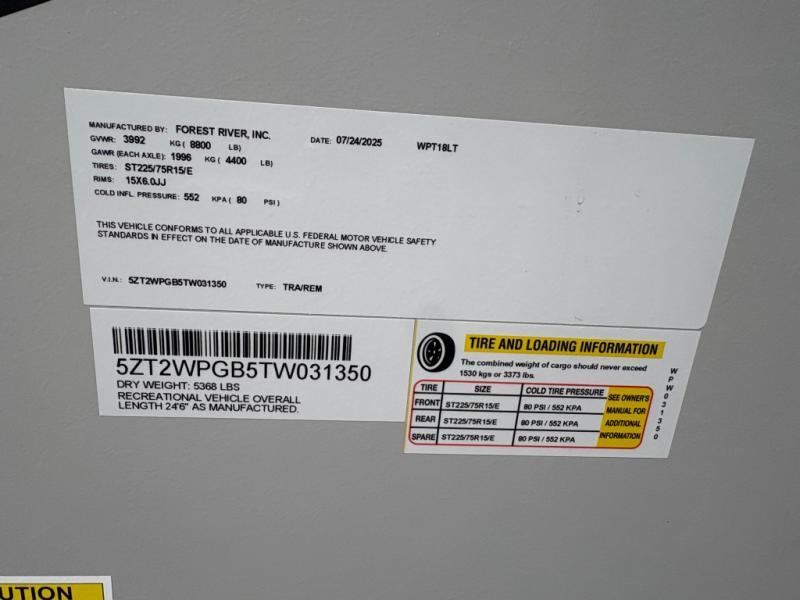 MANUFACTURED BY: FOREST RIVER, INC. DATE: 07/24/2025 WPT18LT
GVWR: 3992 KG ( 8800 LB)
GAWR (EACH AXLE): 1996 KG ( 4400 LB)
TIRES: ST225/75R15/E
RIMS: 15X6.0JJ
COLD INFL. PRESSURE: 552 KPA ( 80 PSI )
THIS VEHICLE CONFORMS TO ALL APPLICABLE U.S. FEDERAL MOTOR VEHICLE SAFETY
STANDARDS IN EFFECT ON THE DATE OF MANUFACTURE SHOWN ABOVE.
V.I.N.: 5ZT2WPGB5TW031350 TYPE: TRA/REM
5ZT2WPGB5TW031350
DRY WEIGHT: 5368 LBS
RECREATIONAL VEHICLE OVERALL
LENGTH 24'6" AS MANUFACTURED.
TIRE AND LOADING INFORMATION
The combined weight of cargo should never exceed
1530 kgs or 3373 lbs.
TIRE SIZE COLD TIRE PRESSURE
FRONT ST225/75R15/E 80 PSI / 552 KPA
REAR ST225/75R15/E 80 PSI / 552 KPA
SPARE ST225/75R15/E 80 PSI / 552 KPA
SEE OWNER'S
MANUAL FOR
ADDITIONAL
INFORMATION
WPW031350
UTION